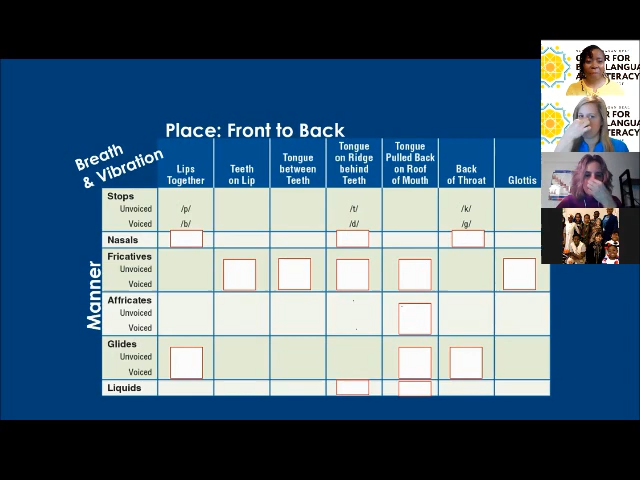 Place: Front to Back
Breath
& Vibration
Manner
Lips
Together
Teeth
on Lip
Tongue
between
Teeth
Tongue
on Ridge
behind
Teeth
Tongue
Pulled Back
on Roof
of Mouth
Back
of Throat
Glottis
Stops
Unvoiced /p/ /t/ /k/
Voiced /b/ /d/ /g/
Nasals
Fricatives
Unvoiced
Voiced
Affricates
Unvoiced
Voiced
Glides
Unvoiced
Voiced
Liquids